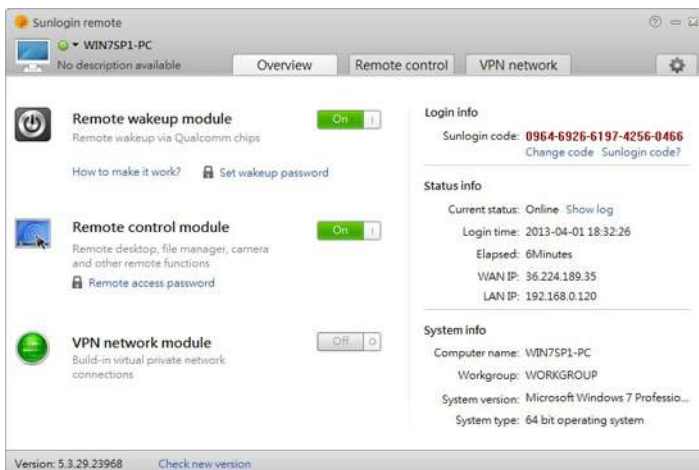 Sunlogin remote
WIN7SP1-PC
No description available
Overview
Remote control
VPN network
Remote wakeup module
On
Remote wakeup via Qualcomm chips
How to make it work?
Set wakeup password
Remote control module
On
Remote desktop, file manager, camera
and other remote functions
Remote access password
VPN network module
Off
Build-in virtual private network
connections
Login info
Sunlogin code: 0964-6926-6197-4256-0466
Change code Sunlogin code?
Status info
Current status: Online Show log
Login time: 2013-04-01 18:32:26
Elapsed: 6Minutes
WAN IP: 36.224.189.35
LAN IP: 192.168.0.120
System info
Computer name: WIN7SP1-PC
Workgroup: WORKGROUP
System version: Microsoft Windows 7 Professio...
System type: 64 bit operating system
Version: 5.3.29.23968
Check new version